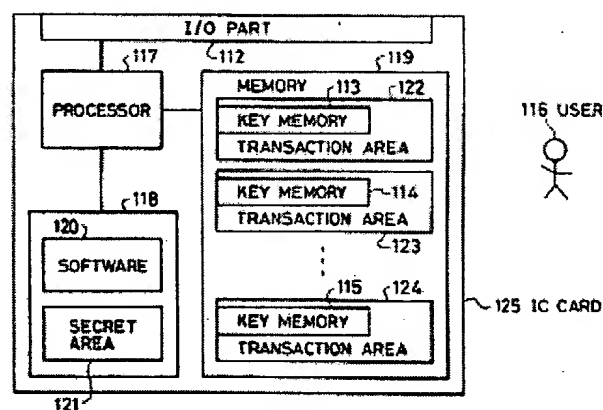 I/O PART
117
112
119
PROCESSOR
MEMORY 113 122
KEY MEMORY
TRANSACTION AREA
116 USER
KEY MEMORY
114
TRANSACTION AREA
123
118
120
SOFTWARE
SECRET
AREA
121
115 124
KEY MEMORY
TRANSACTION AREA
125 IC CARD